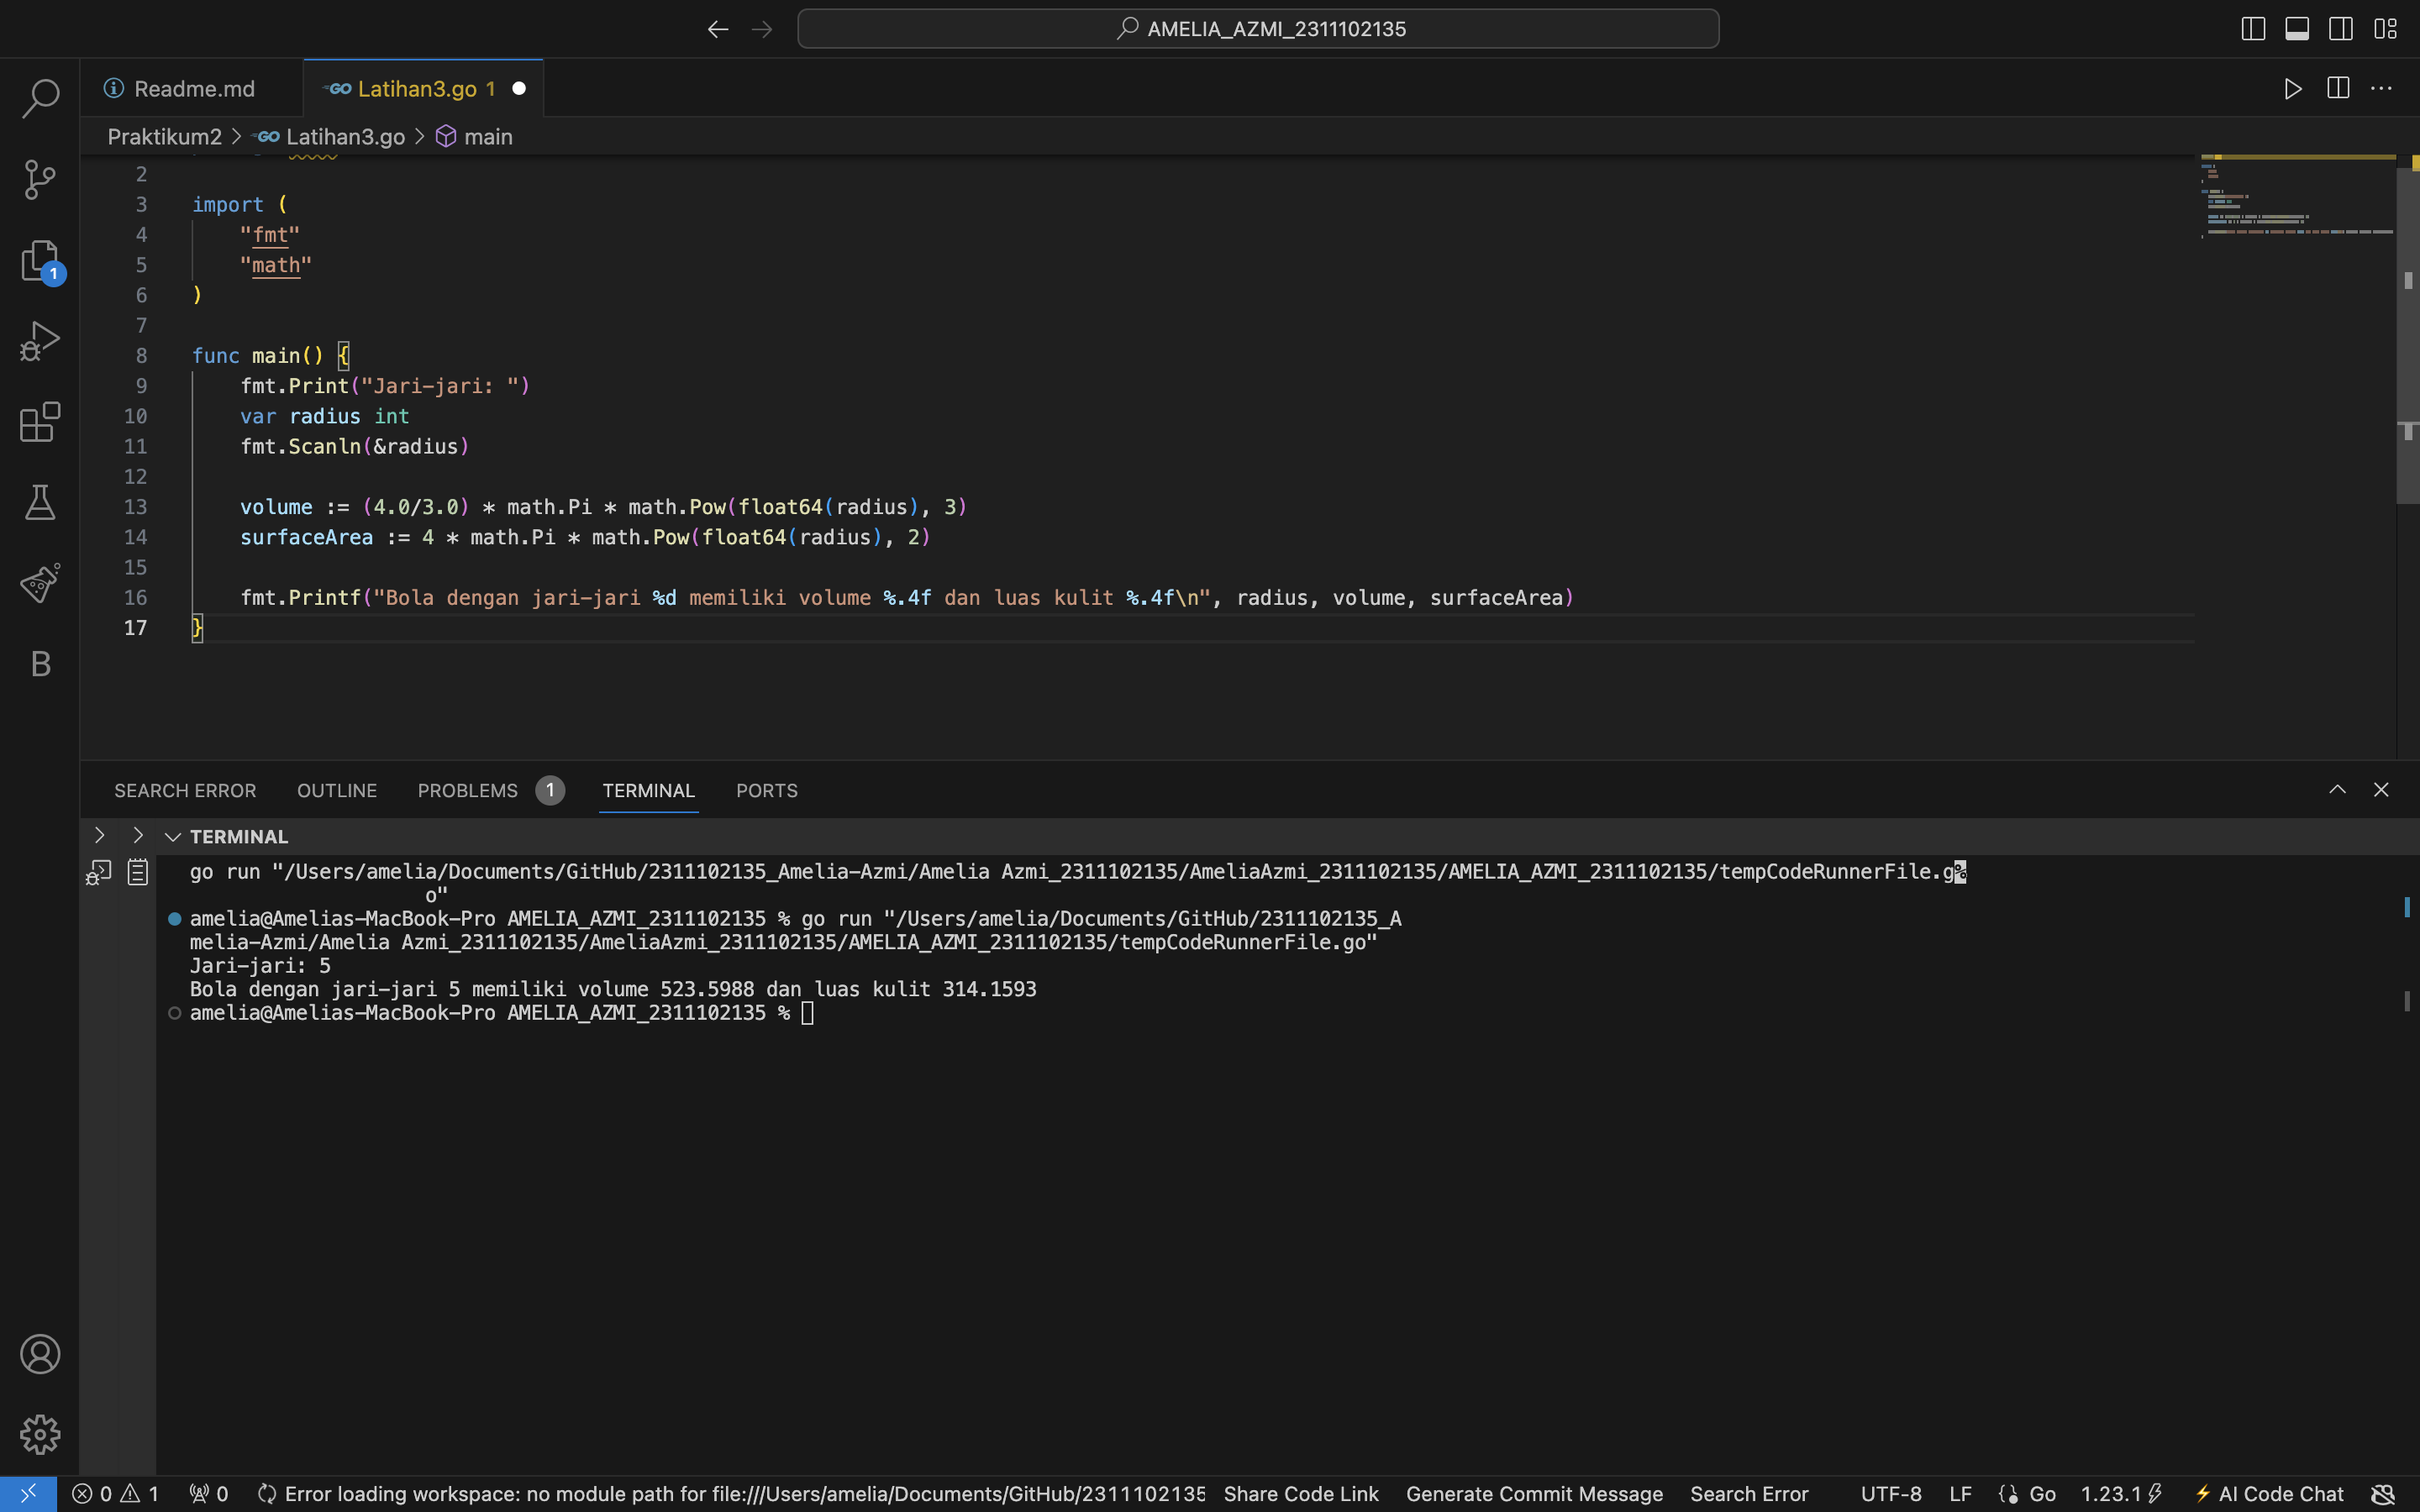 AMELIA_AZMI_2311102135
Readme.md
Latihan3.go 1
Praktikum2 > Latihan3.go > main
2
3 import (
4 "fmt"
5 "math"
6 )
7
8 func main() {
9 fmt.Print("Jari-jari: ")
10 var radius int
11 fmt.Scanln(&radius)
12
13 volume := (4.0/3.0) * math.Pi * math.Pow(float64(radius), 3)
14 surfaceArea := 4 * math.Pi * math.Pow(float64(radius), 2)
15
16 fmt.Printf("Bola dengan jari-jari %d memiliki volume %.4f dan luas kulit %.4f\n", radius, volume, surfaceArea)
17 }
1
B
SEARCH ERROR OUTLINE PROBLEMS 1 TERMINAL PORTS
TERMINAL
go run "/Users/amelia/Documents/GitHub/2311102135_Amelia-Azmi/Amelia Azmi_2311102135/AmeliaAzmi_2311102135/AMELIA_AZMI_2311102135/tempCodeRunnerFile.g%
o"
amelia@Amelias-MacBook-Pro AMELIA_AZMI_2311102135 % go run "/Users/amelia/Documents/GitHub/2311102135_A
melia-Azmi/Amelia Azmi_2311102135/AmeliaAzmi_2311102135/AMELIA_AZMI_2311102135/tempCodeRunnerFile.go"
Jari-jari: 5
Bola dengan jari-jari 5 memiliki volume 523.5988 dan luas kulit 314.1593
amelia@Amelias-MacBook-Pro AMELIA_AZMI_2311102135 %
0 1 0 Error loading workspace: no module path for file:///Users/amelia/Documents/GitHub/2311102135 Share Code Link Generate Commit Message Search Error UTF-8 LF Go 1.23.1 AI Code Chat